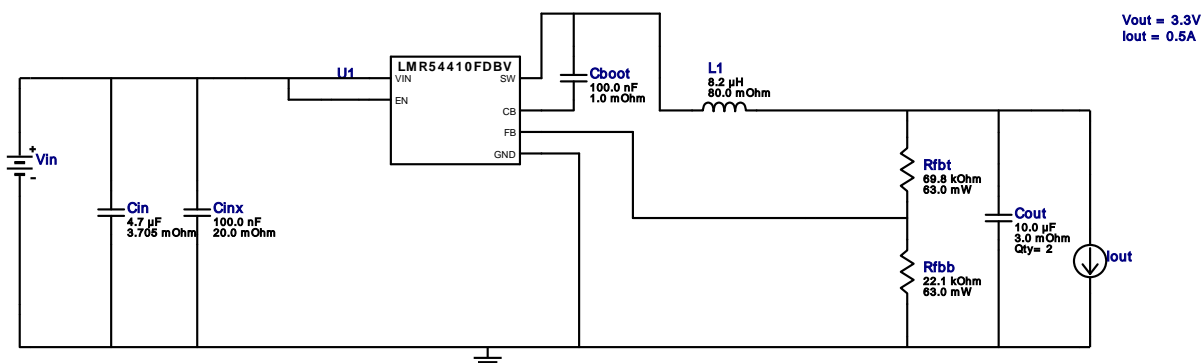 Vout = 3.3V
Iout = 0.5A
U1
LMR54410FDBV
VIN
SW
EN
CB
FB
GND
Cboot
100.0 nF
1.0 mOhm
L1
8.2 µH
80.0 mOhm
+
Vin
-
Cin
4.7 µF
3.705 mOhm
Cinx
100.0 nF
20.0 mOhm
Rfbt
69.8 kOhm
63.0 mW
Cout
10.0 µF
3.0 mOhm
Qty= 2
Iout
Rfbb
22.1 kOhm
63.0 mW